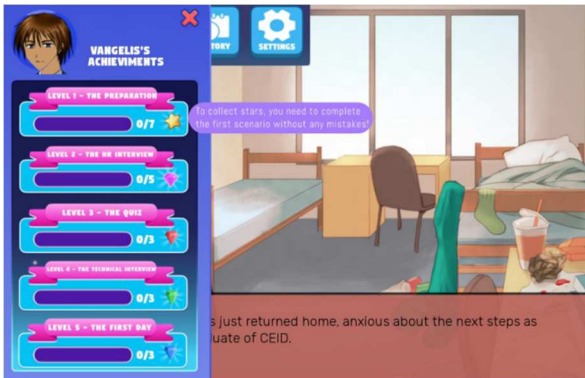 VANGELIS'S
ACHIEVIMENTS
TORY
SETTINGS
LEVEL 1 - THE PREPARATION
0/7
To collect stars, you need to complete
the first scenario without any mistakes!
LEVEL 2 - THE HR INTERVIEW
0/5
LEVEL 3 - THE QUIZ
0/3
LEVEL 4 - THE TECHNICAL INTERVIEW
0/3
LEVEL 5 - THE FIRST DAY
0/3
s just returned home, anxious about the next steps as
duate of CEID.